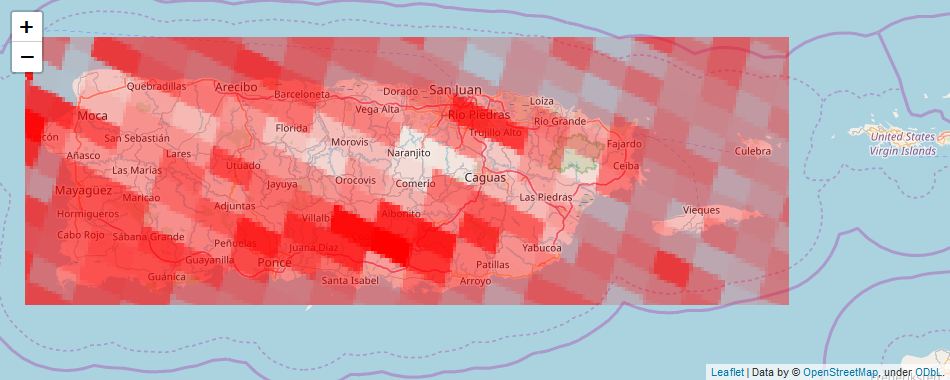 +
−
Quebradillas
Arecibo
Barceloneta
Dorado
San Juan
Loíza
Moca
Vega Alta
Río Piedras
Río Grande
Florida
Trujillo Alto
cón
San Sebastián
Morovis
Fajardo
United States
Virgin Islands
Añasco
Lares
Naranjito
Culebra
Las Marías
Utuado
Ceiba
Mayagüez
Jayuya
Orocovis
Comerío
Caguas
Maricao
Las Piedras
Hormigueros
Adjuntas
Villalba
Aibonito
Vieques
Cabo Rojo
Sábana Grande
Peñuelas
Juana Díaz
Yabucoa
Guayanilla
Ponce
Patillas
Guánica
Santa Isabel
Arroyo
Leaflet | Data by © OpenStreetMap, under ODbL.